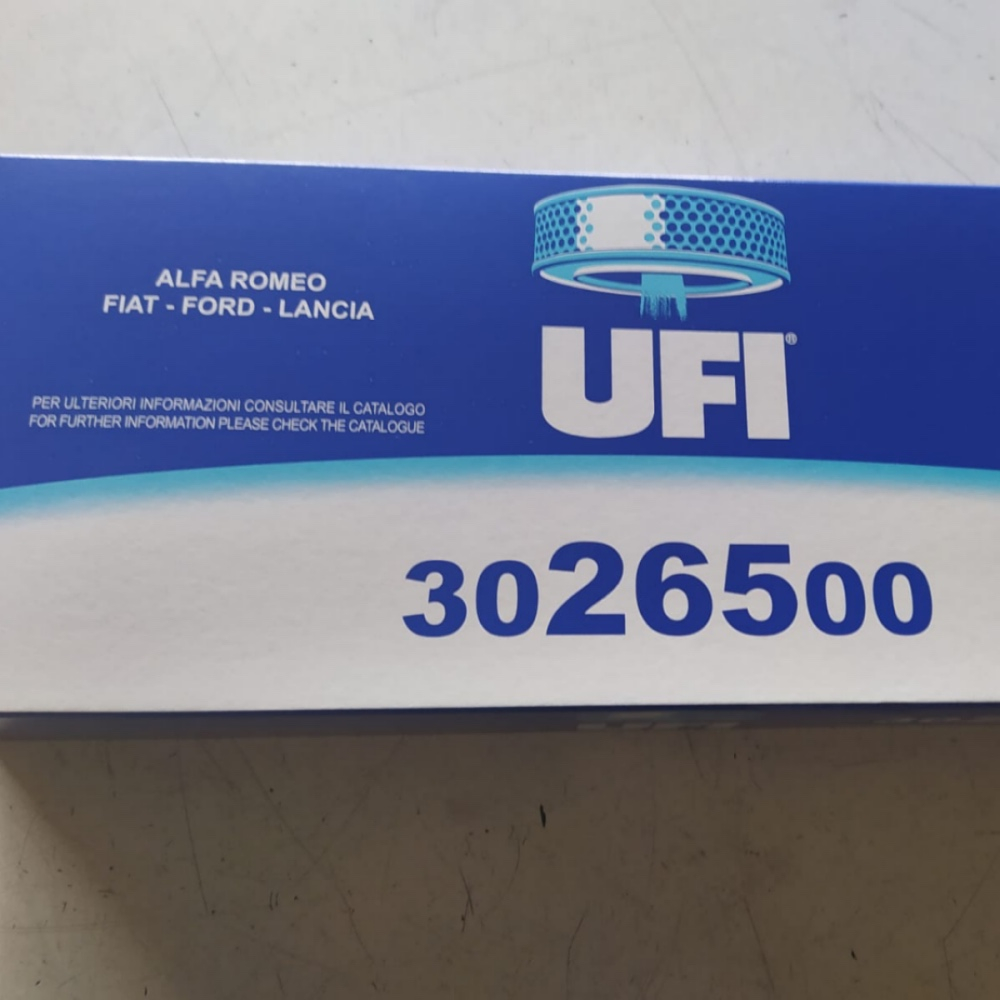 ALFA ROMEO
FIAT - FORD - LANCIA
PER ULTERIORI INFORMAZIONI CONSULTARE IL CATALOGO
FOR FURTHER INFORMATION PLEASE CHECK THE CATALOGUE
UFI®
3026500